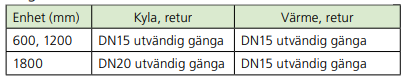 Enhet (mm) Kyla, retur Värme, retur
600, 1200 DN15 utvändig gänga DN15 utvändig gänga
1800 DN20 utvändig gänga DN15 utvändig gänga